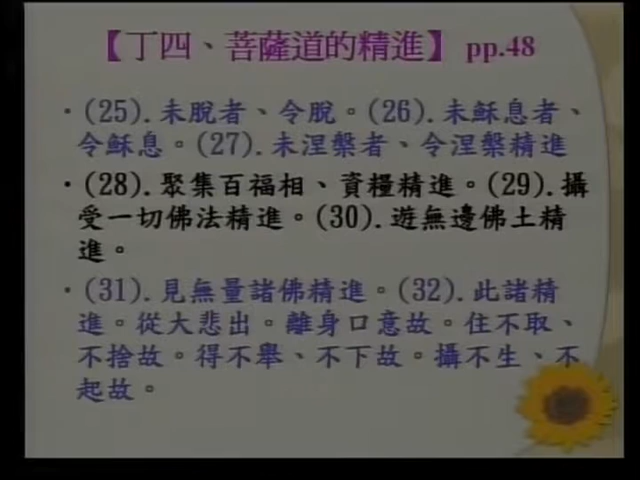 【丁四、菩薩道的精進】 pp.48
·(25).未脫者、令脫。(26).未穌息者、
令穌息。(27).未涅槃者、令涅槃精進
·(28).聚集百福相、資糧精進。(29).攝
受一切佛法精進。(30).遊無邊佛土精
進。
·(31).見無量諸佛精進。(32).此諸精
進。從大悲出。離身口意故。住不取、
不捨故。得不舉、不下故。攝不生、不
起故。